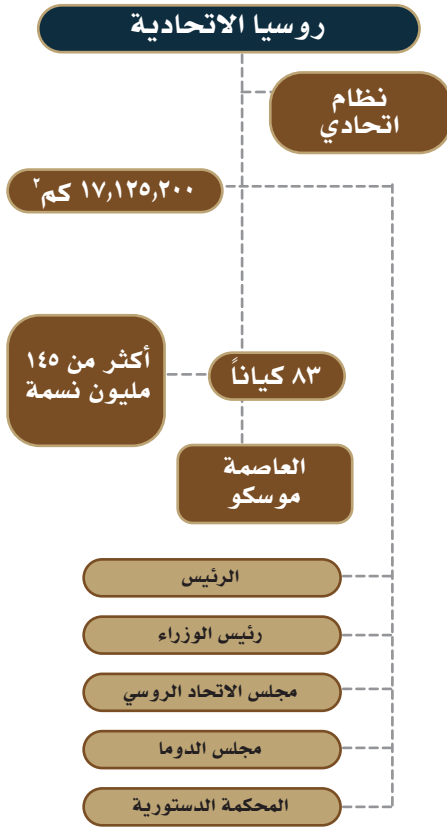 روسيا الاتحادية
نظام
اتحادي
١٧,١٢٥,٢٠٠ كم٢
أكثر من ١٤٥
مليون نسمة
٨٣ كياناً
العاصمة
موسكو
الرئيس
رئيس الوزراء
مجلس الاتحاد الروسي
مجلس الدوما
المحكمة الدستورية